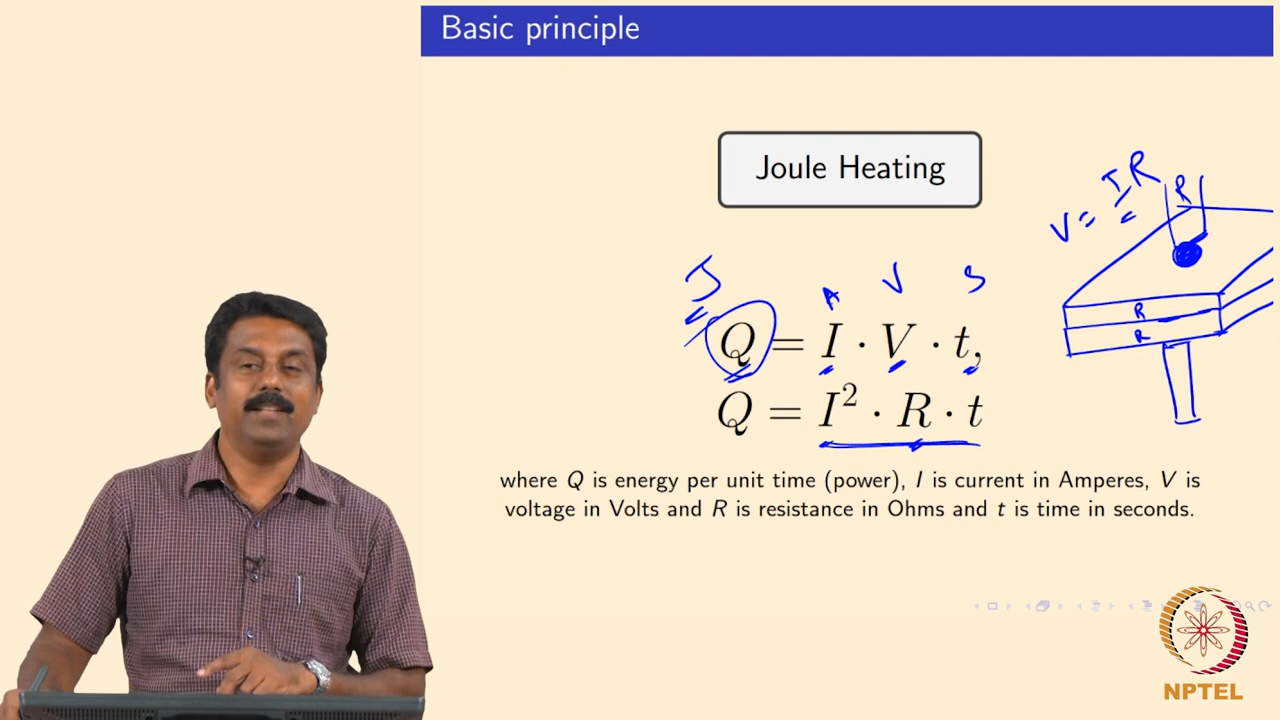 Basic principle
Joule Heating
V = IR
R
J
A V S
Q = I · V · t,
R
R
Q = I² · R · t
where Q is energy per unit time (power), I is current in Amperes, V is
voltage in Volts and R is resistance in Ohms and t is time in seconds.
NPTEL